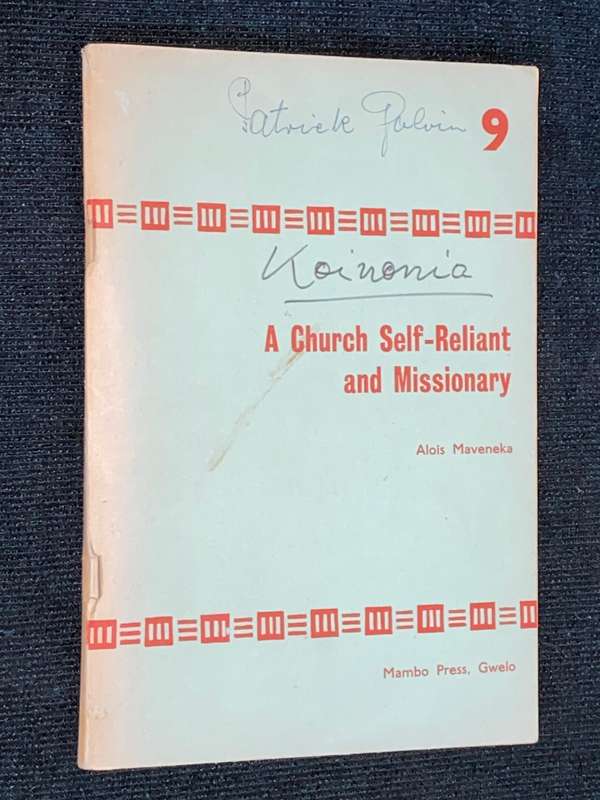 Patrick Galvin
9
Koinonia
A Church Self-Reliant
and Missionary
Alois Maveneka
Mambo Press, Gwelo